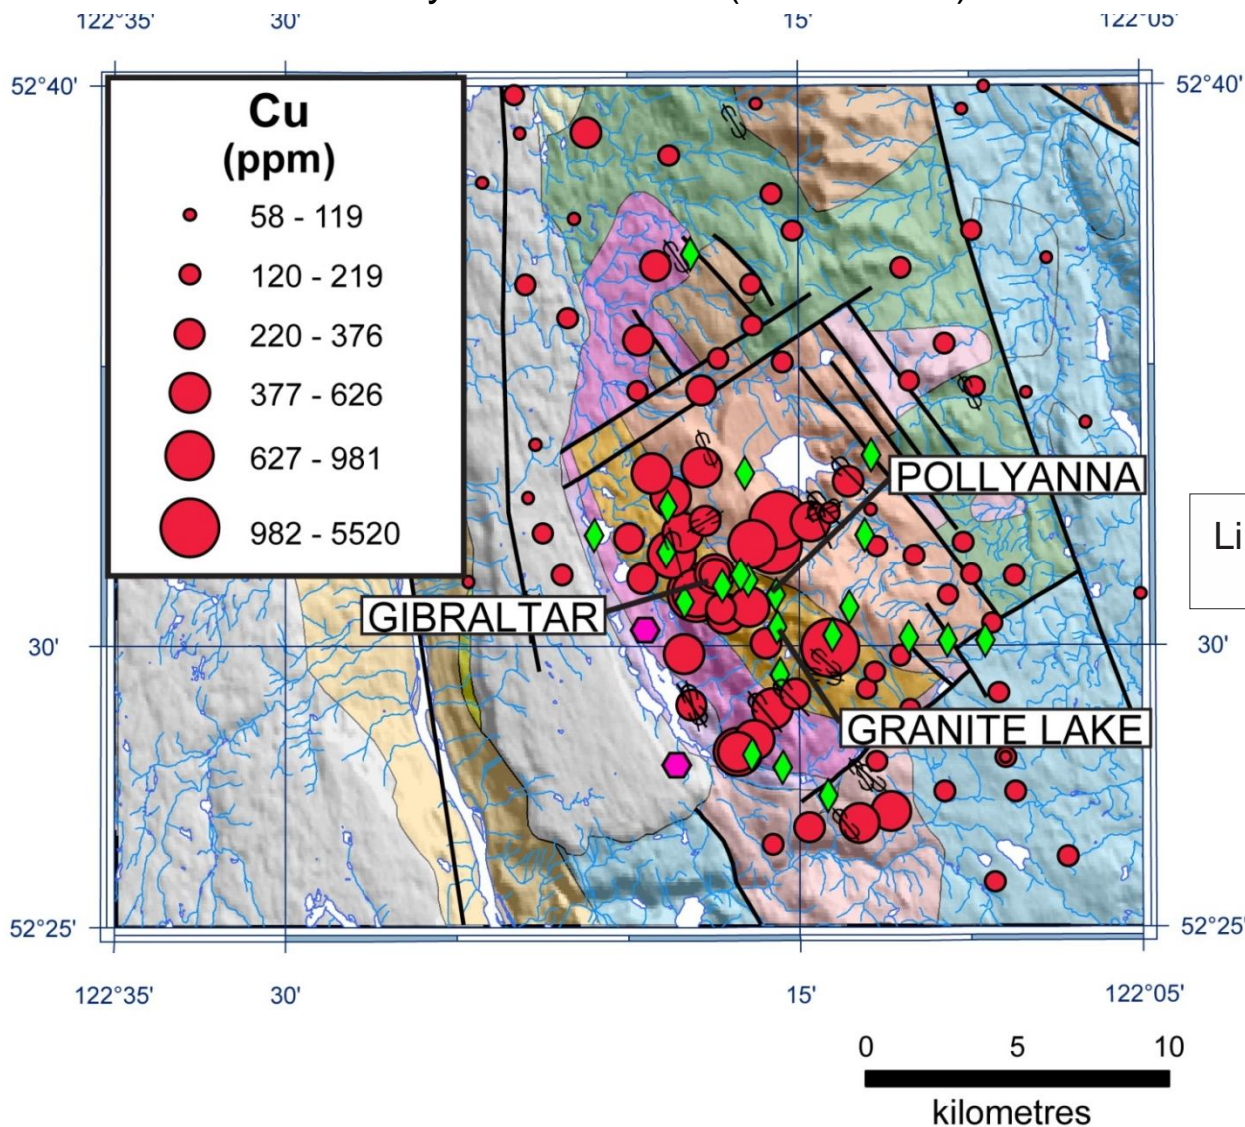 122°35'
30'
15'
122°05'
52°40'
52°40'
Cu
(ppm)
58 - 119
120 - 219
220 - 376
377 - 626
627 - 981
982 - 5520
POLLYANNA
Li
GIBRALTAR
30'
30'
GRANITE LAKE
52°25'
52°25'
122°35'
30'
15'
122°05'
0 5 10
kilometres